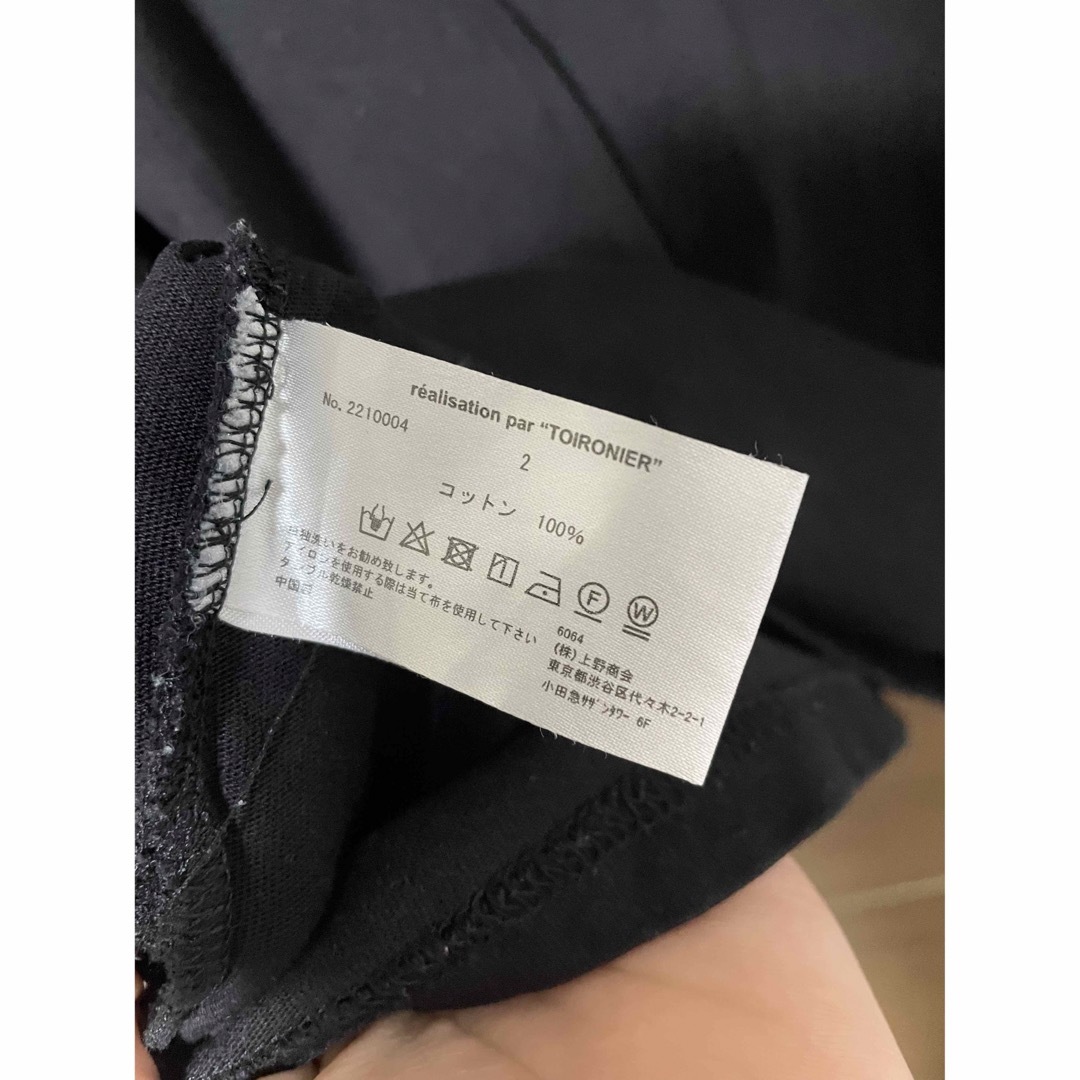 réalisation par “TOIRONIER”
No.2210004
2
コットン 100%
F W
独洗いをお勧め致します。
アイロンを使用する際は当て布を使用して下さい
タンブル乾燥禁止
中国
6064
(株)上野商会
東京都渋谷区代々木2-2-1
小田急ｻｻﾞﾝﾀﾜｰ 6F